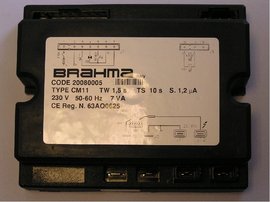 BRAHMA
CODE 20080005
TYPE CM11 TW 1,5 s TS 10 s S. 1,2 µA
230 V 50-60 Hz 7 VA
CE Reg. N. 63AO6625